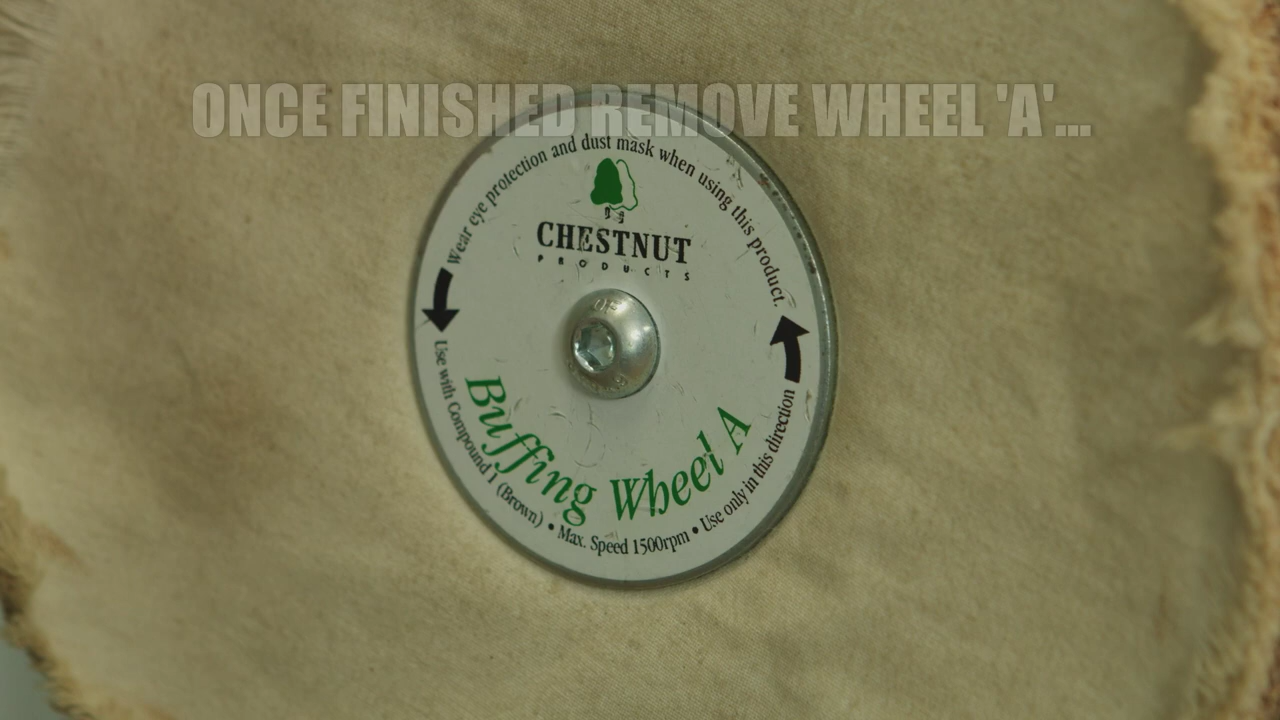 ONCE FINISHED REMOVE WHEEL 'A'...
Wear eye protection and dust mask when using this product.
CHESTNUT
PRODUCTS
Buffing Wheel A
Use with Compound 1 (Brown) • Max. Speed 1500rpm • Use only in this direction